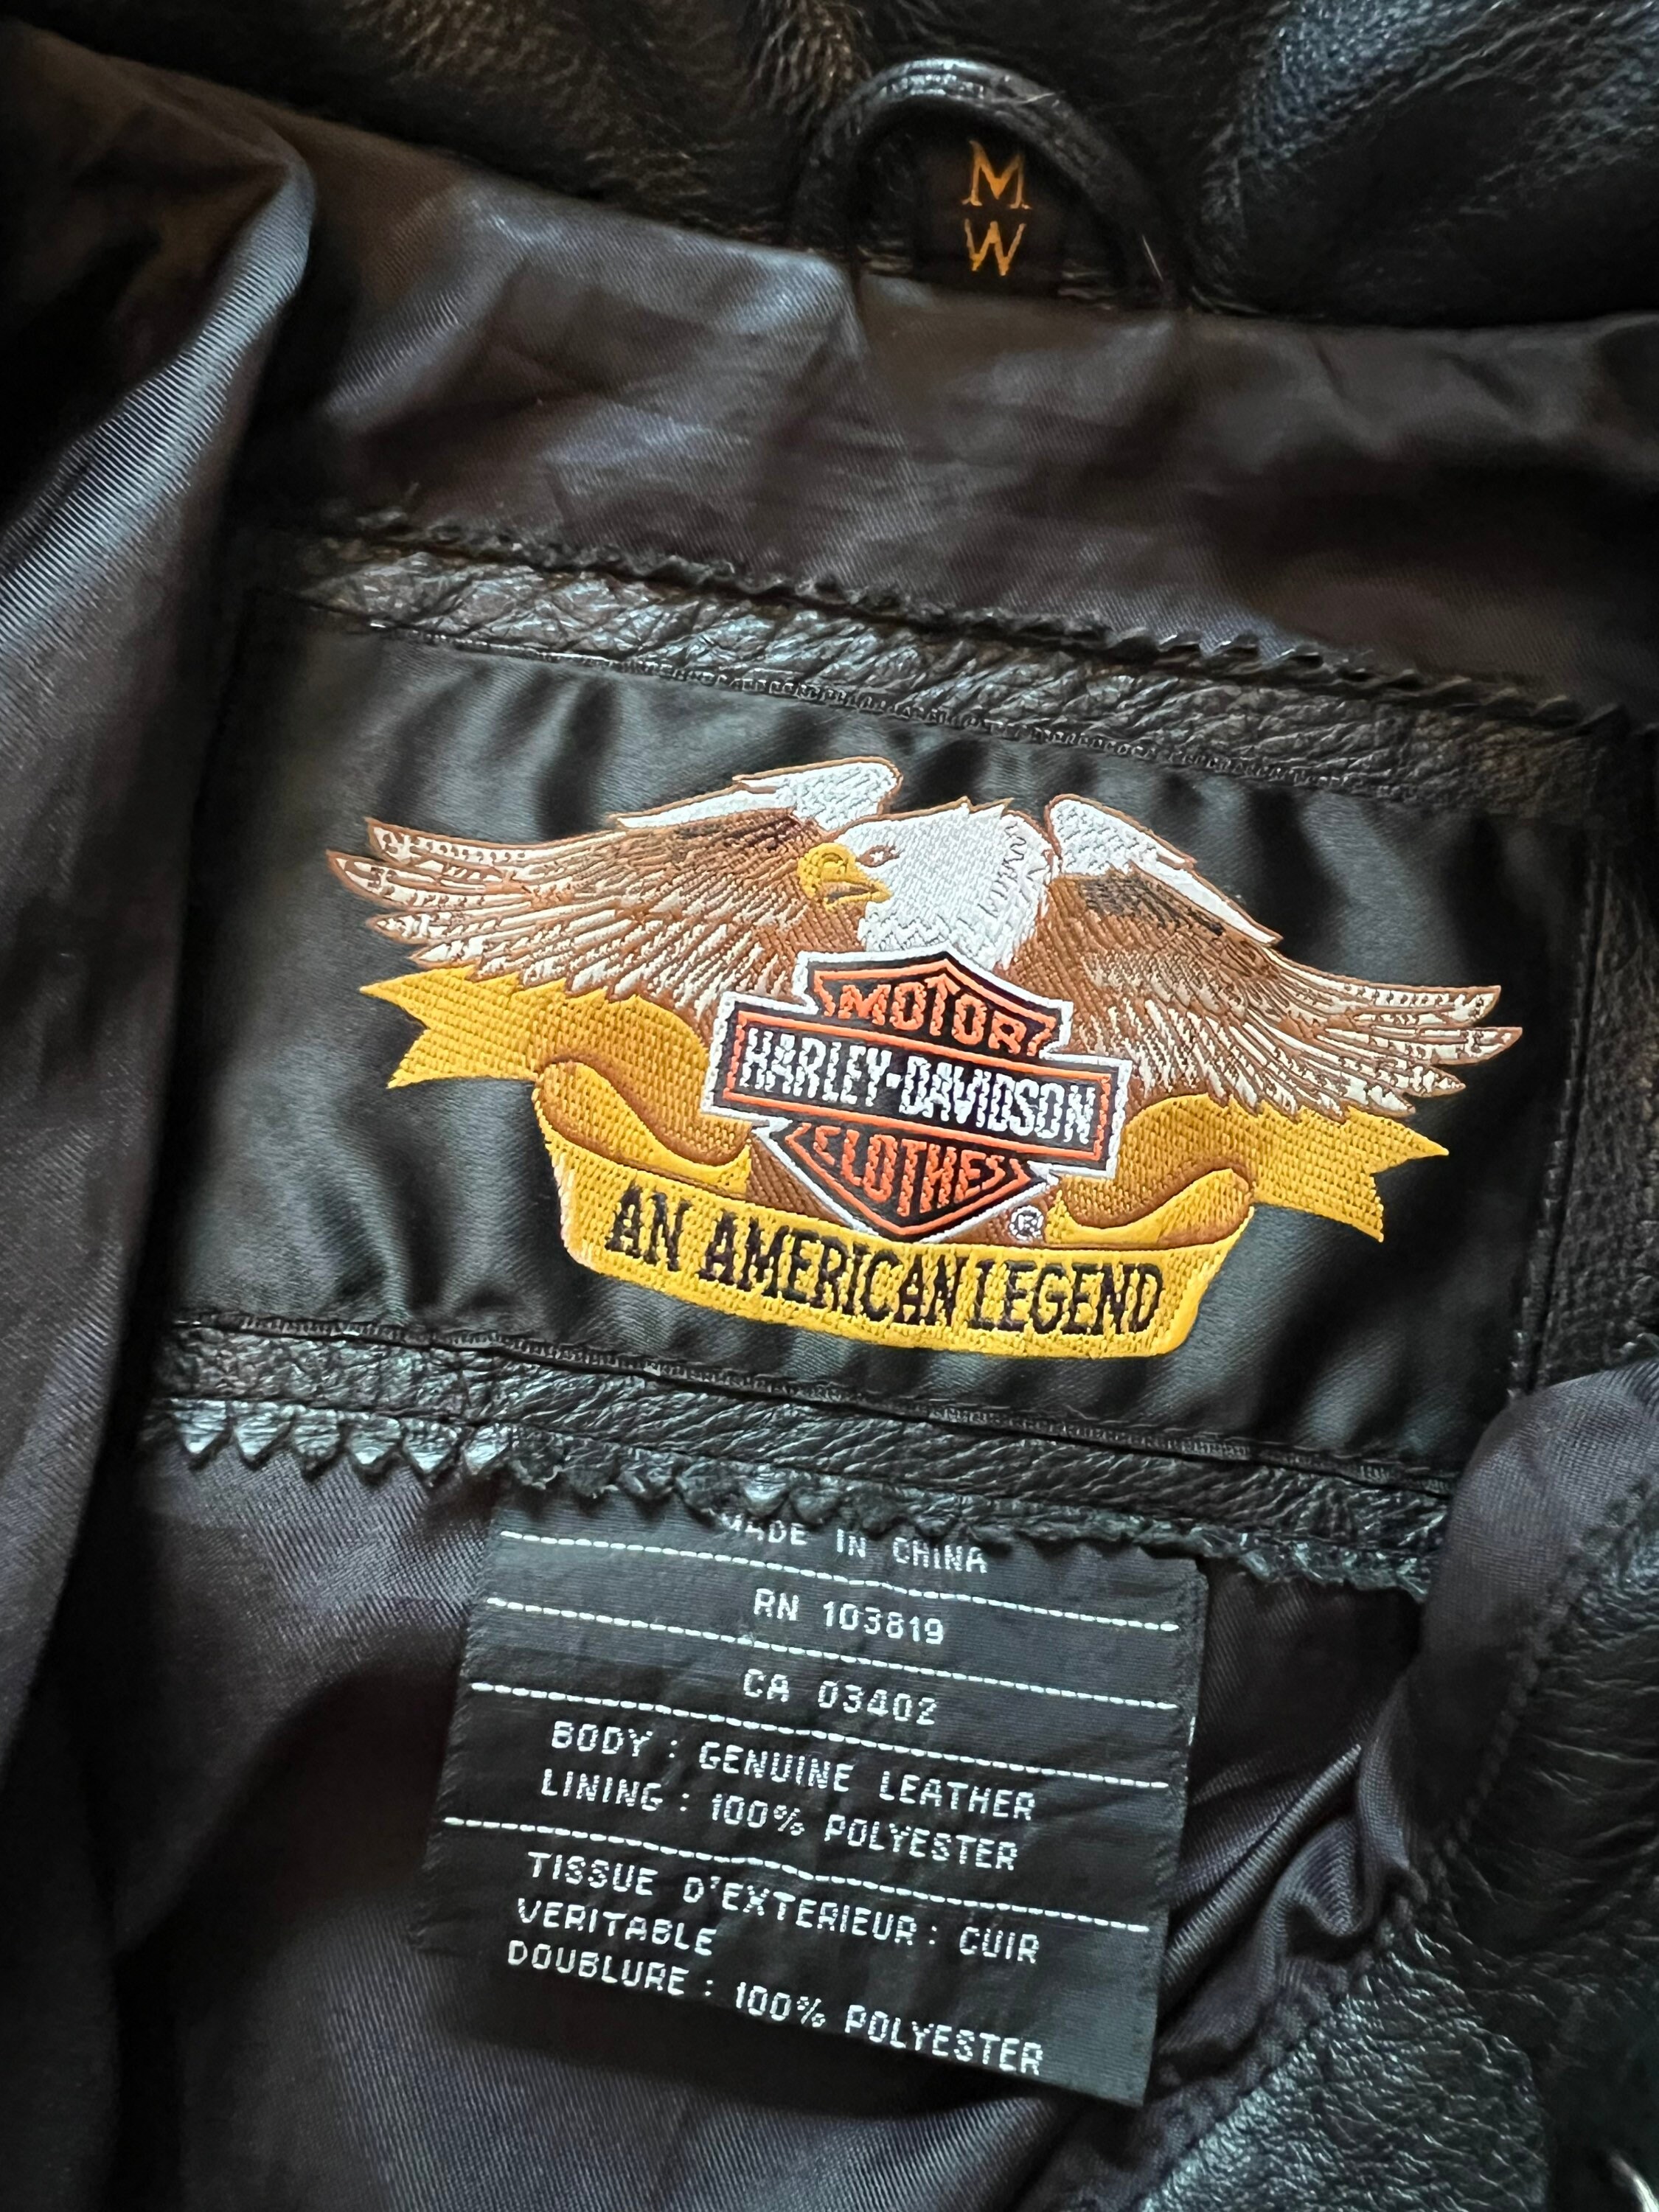 M
W
MOTOR
HARLEY-DAVIDSON
CLOTHES
®
AN AMERICAN LEGEND
MADE IN CHINA
RN 103819
CA 03402
BODY : GENUINE LEATHER
LINING : 100% POLYESTER
TISSUE D'EXTERIEUR : CUIR
VERITABLE
DOUBLURE : 100% POLYESTER